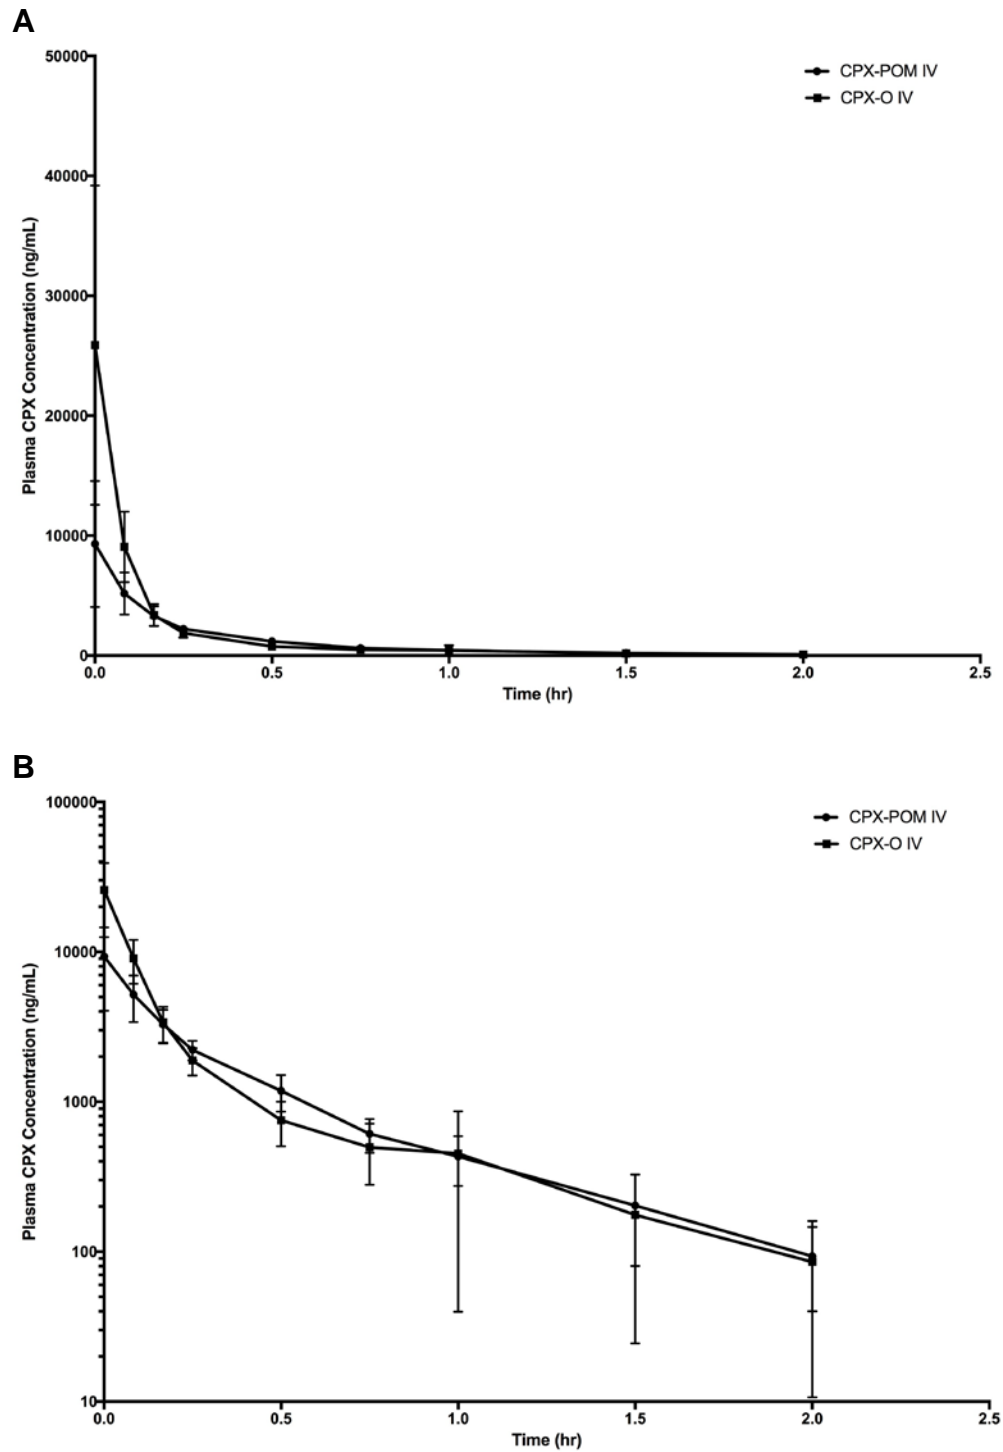 A
50000
40000
30000
20000
10000
0
Plasma CPX Concentration (ng/mL)
CPX-POM IV
CPX-O IV
0.0 0.5 1.0 1.5 2.0 2.5
Time (hr)
B
100000
10000
1000
100
10
Plasma CPX Concentration (ng/mL)
CPX-POM IV
CPX-O IV
0.0 0.5 1.0 1.5 2.0 2.5
Time (hr)